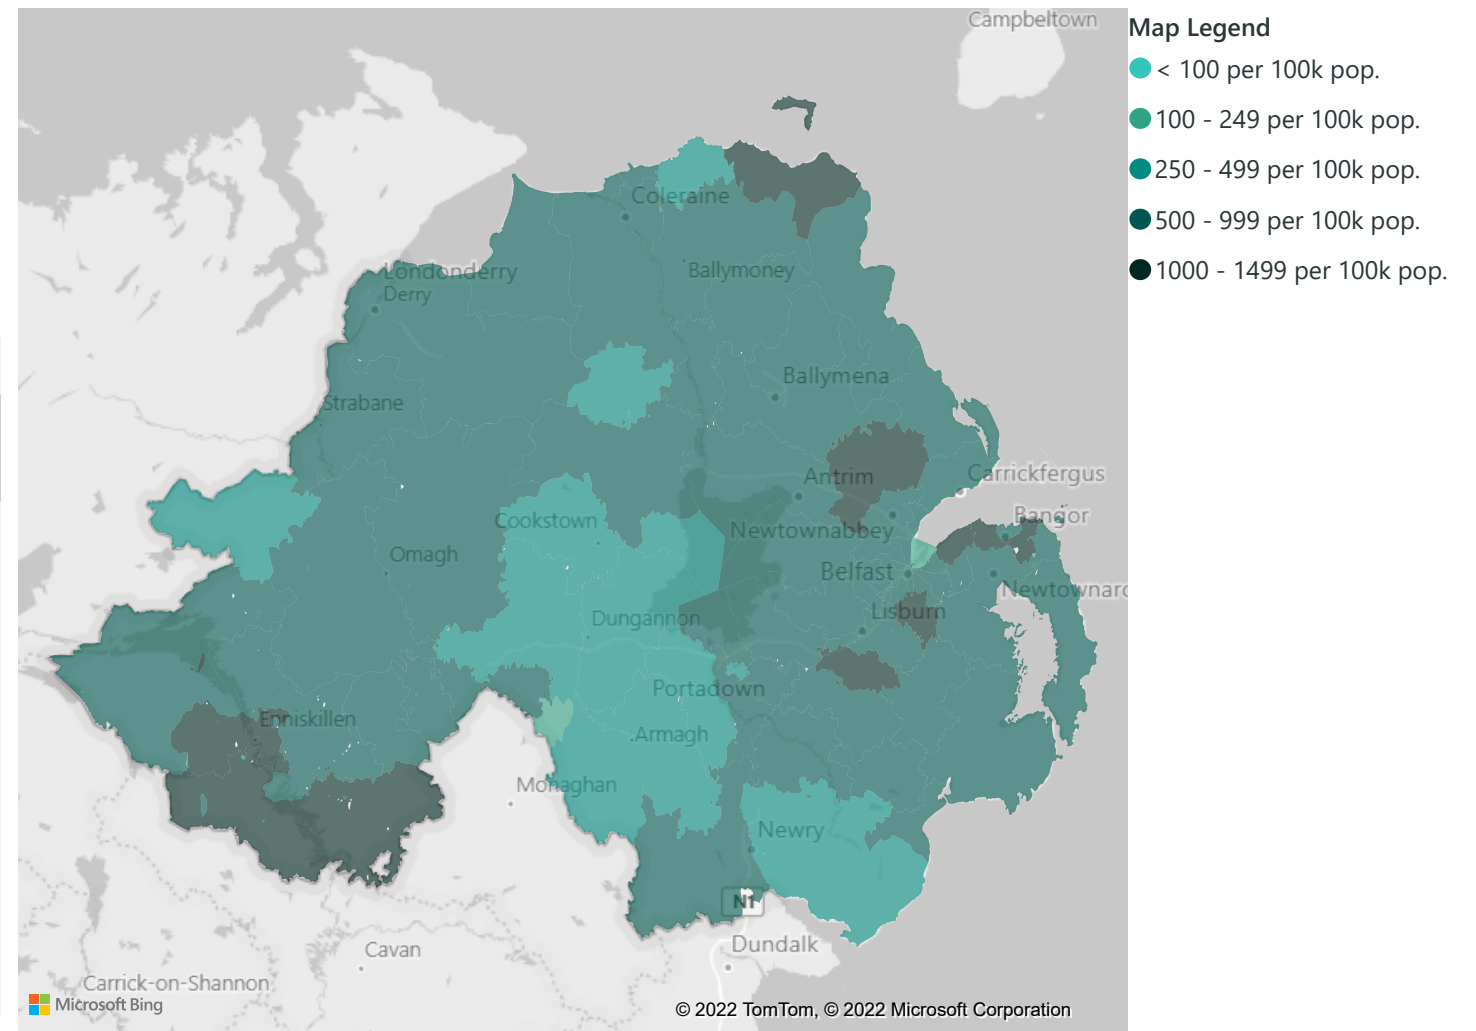 Campbeltown
Map Legend
< 100 per 100k pop.
100 - 249 per 100k pop.
250 - 499 per 100k pop.
500 - 999 per 100k pop.
1000 - 1499 per 100k pop.
Coleraine
Londonderry
Derry
Ballymoney
Ballymena
Strabane
Antrim
Carrickfergus
Cookstown
Newtownabbey
Bangor
Omagh
Belfast
Newtownard
Dungannon
Lisburn
Portadown
Enniskillen
Armagh
Monaghan
Newry
N1
Cavan
Dundalk
Carrick-on-Shannon
Microsoft Bing
© 2022 TomTom, © 2022 Microsoft Corporation